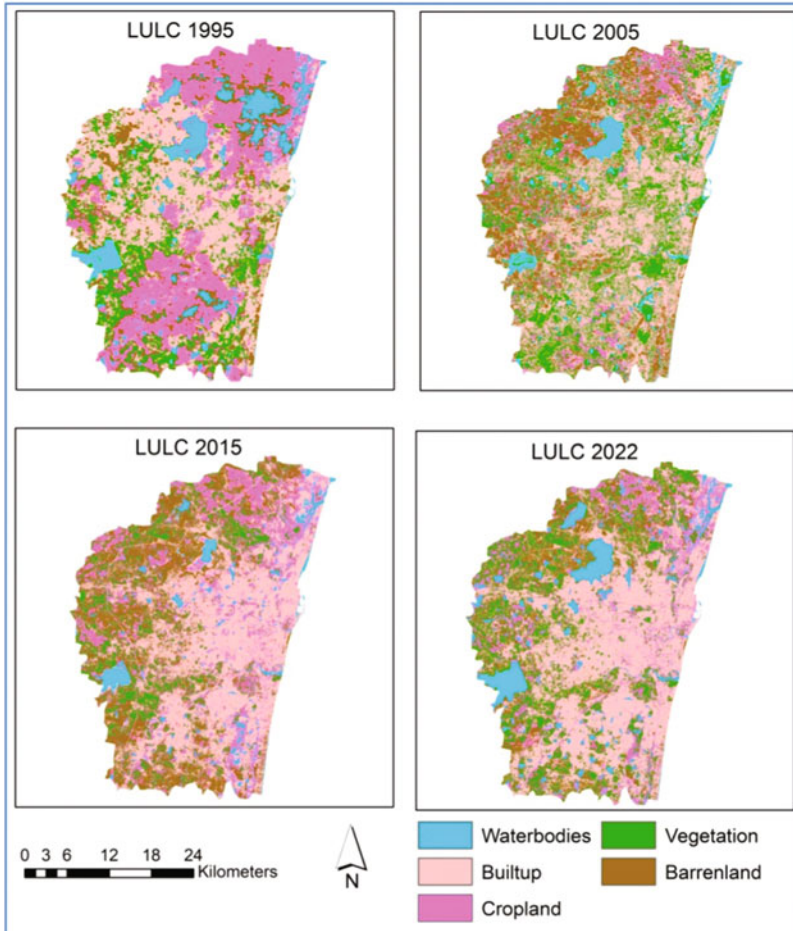 LULC 1995
LULC 2005
LULC 2015
LULC 2022
0 3 6 12 18 24
Kilometers
N
Waterbodies
Vegetation
Builtup
Barrenland
Cropland